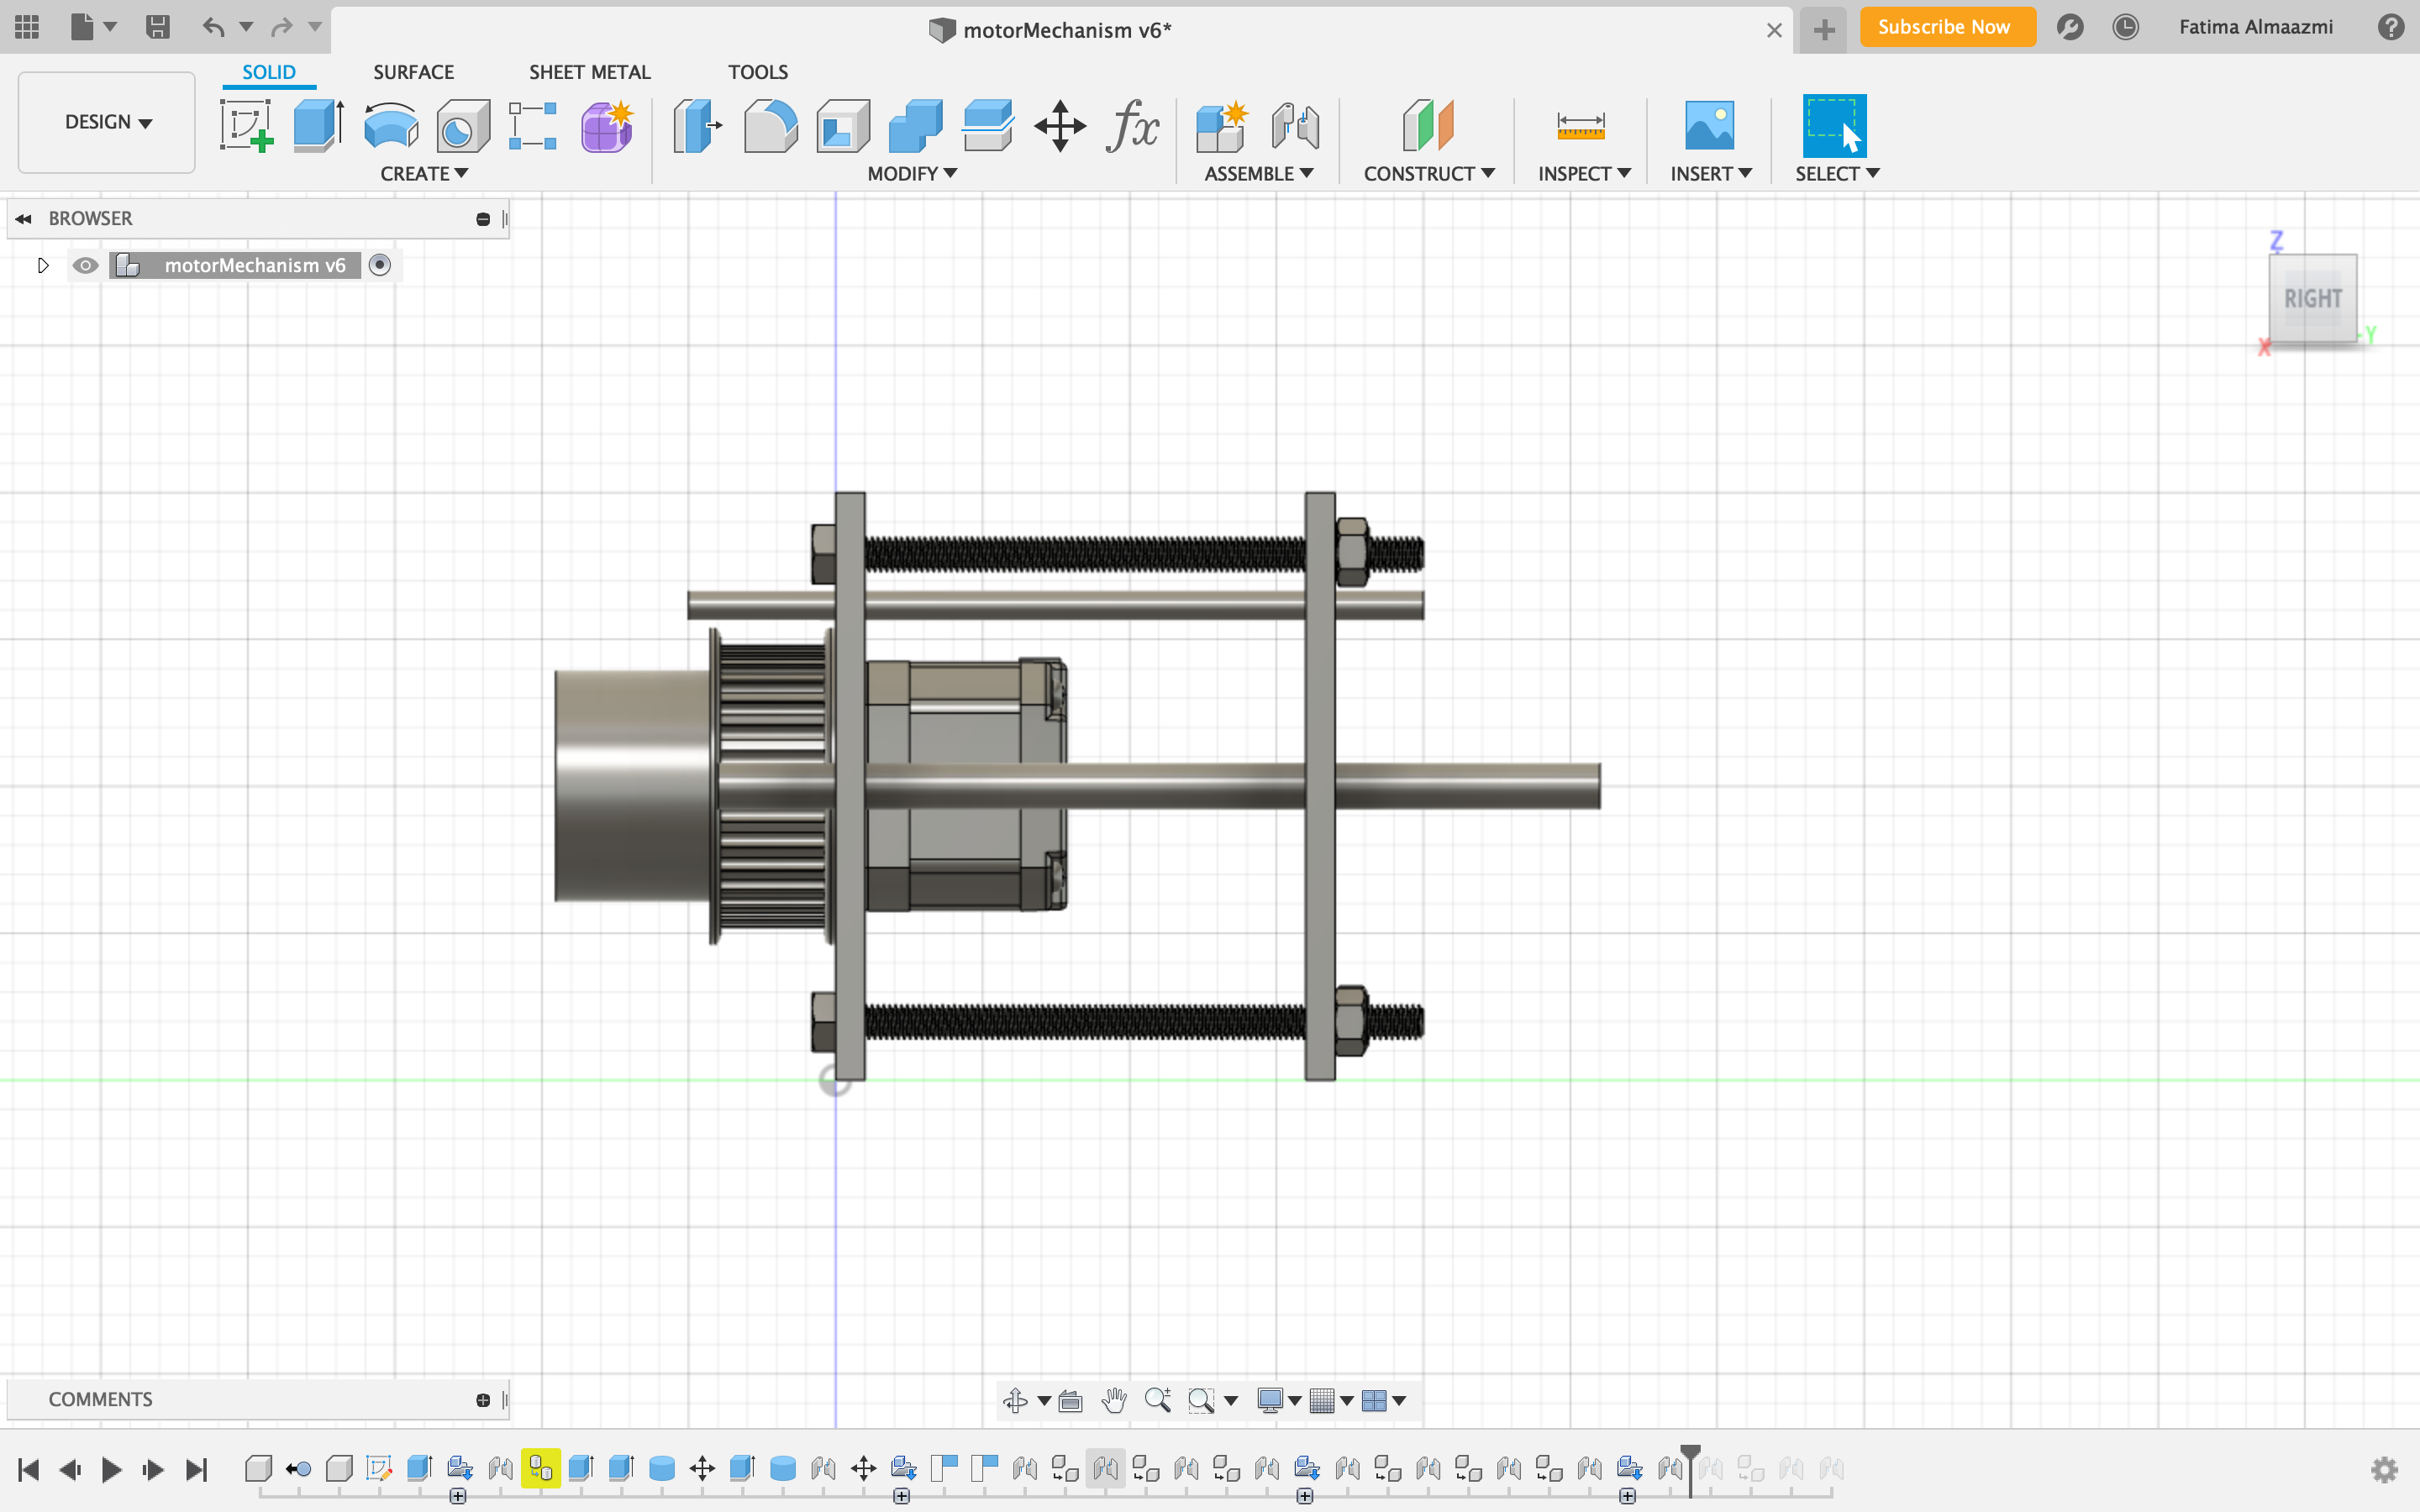 motorMechanism v6*
Subscribe Now
Fatima Almaazmi
SOLID
SURFACE
SHEET METAL
TOOLS
DESIGN
CREATE
MODIFY
ASSEMBLE
CONSTRUCT
INSPECT
INSERT
SELECT
BROWSER
motorMechanism v6
Z
RIGHT
X
-Y
COMMENTS